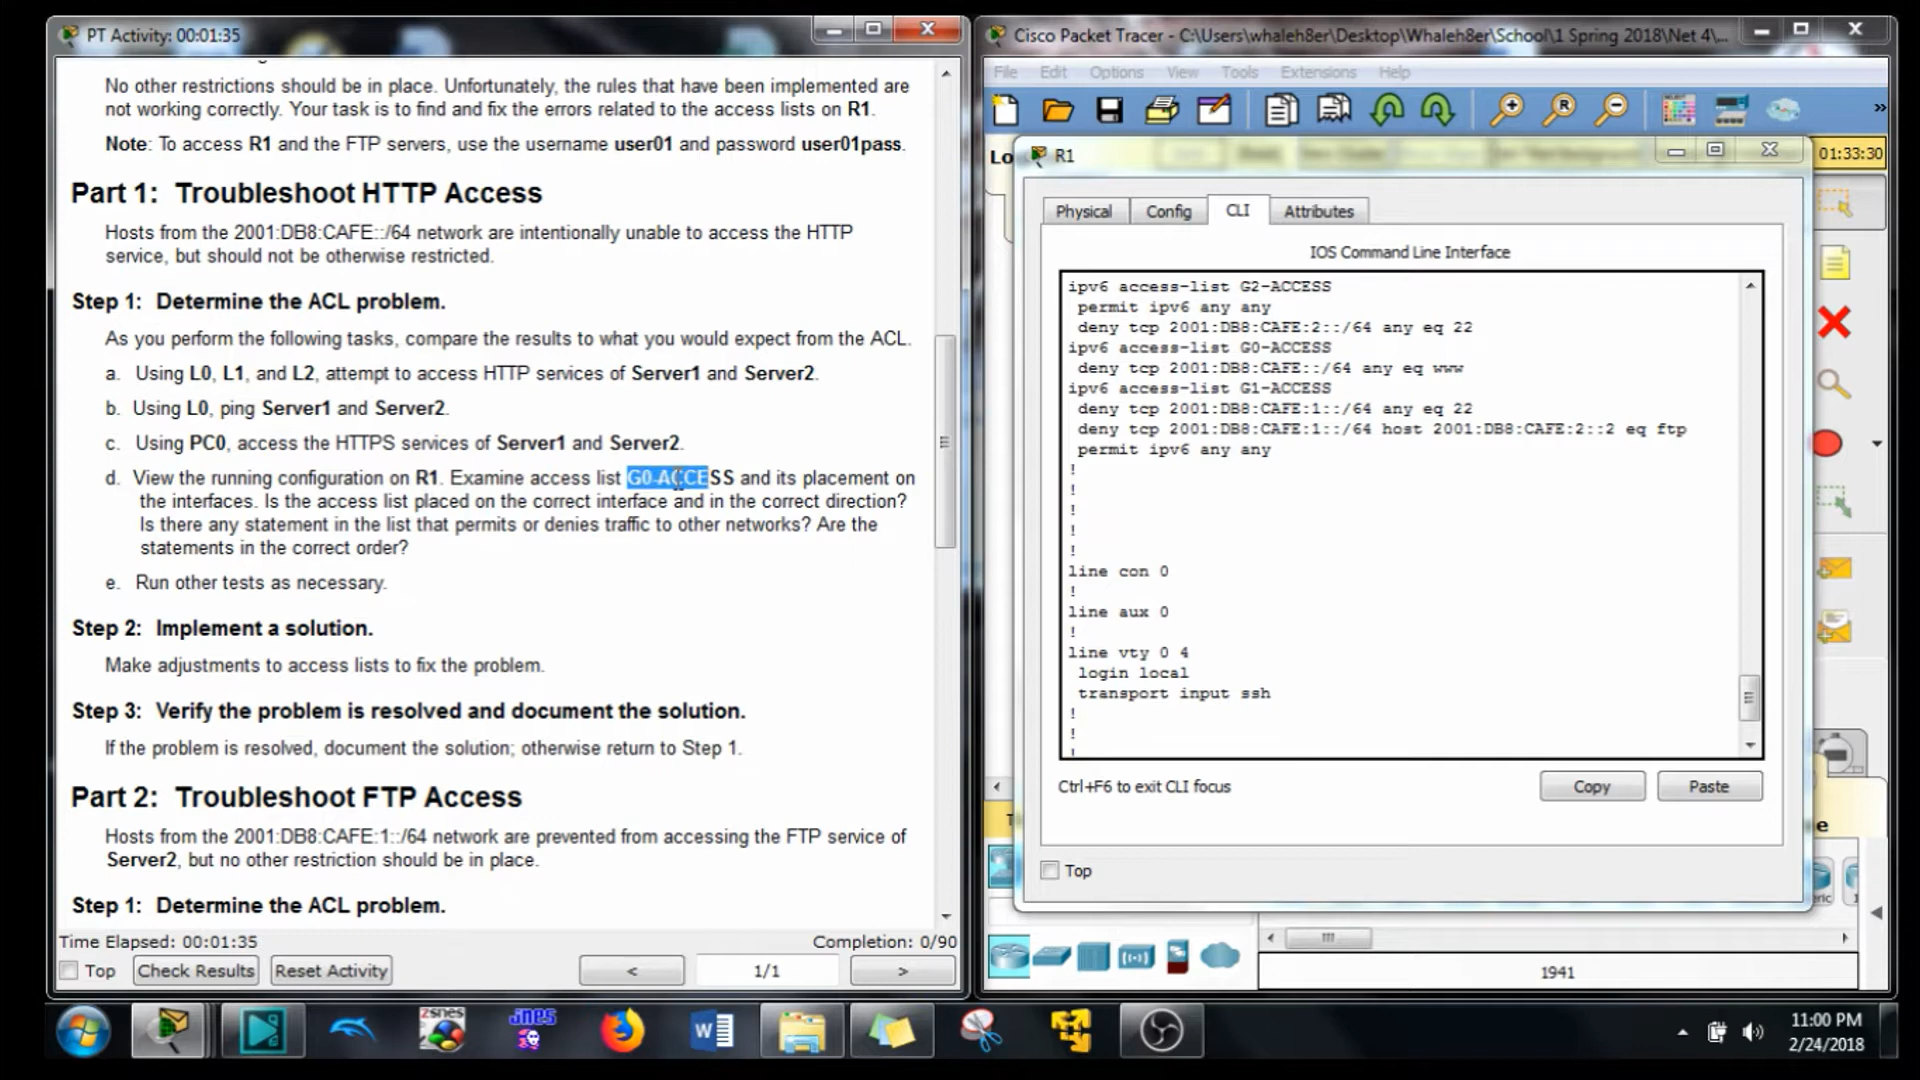 PT Activity: 00:01:35
No other restrictions should be in place. Unfortunately, the rules that have been implemented are
not working correctly. Your task is to find and fix the errors related to the access lists on R1.
Note: To access R1 and the FTP servers, use the username user01 and password user01pass.
Part 1: Troubleshoot HTTP Access
Hosts from the 2001:DB8:CAFE::/64 network are intentionally unable to access the HTTP
service, but should not be otherwise restricted.
Step 1: Determine the ACL problem.
As you perform the following tasks, compare the results to what you would expect from the ACL.
a. Using L0, L1, and L2, attempt to access HTTP services of Server1 and Server2.
b. Using L0, ping Server1 and Server2.
c. Using PC0, access the HTTPS services of Server1 and Server2.
d. View the running configuration on R1. Examine access list G0-ACCESS and its placement on
the interfaces. Is the access list placed on the correct interface and in the correct direction?
Is there any statement in the list that permits or denies traffic to other networks? Are the
statements in the correct order?
e. Run other tests as necessary.
Step 2: Implement a solution.
Make adjustments to access lists to fix the problem.
Step 3: Verify the problem is resolved and document the solution.
If the problem is resolved, document the solution; otherwise return to Step 1.
Part 2: Troubleshoot FTP Access
Hosts from the 2001:DB8:CAFE:1::/64 network are prevented from accessing the FTP service of
Server2, but no other restriction should be in place.
Step 1: Determine the ACL problem.
Time Elapsed: 00:01:35
Completion: 0/90
Top
Check Results
Reset Activity
<
1/1
>
Cisco Packet Tracer - C:\Users\whaleh8er\Desktop\Whaleh8er\School\1 Spring 2018\Net 4\...
File Edit Options View Tools Extensions Help
»
Lo
R1
01:33:30
Physical Config CLI Attributes
IOS Command Line Interface
ipv6 access-list G2-ACCESS
permit ipv6 any any
deny tcp 2001:DB8:CAFE:2::/64 any eq 22
ipv6 access-list G0-ACCESS
deny tcp 2001:DB8:CAFE::/64 any eq www
ipv6 access-list G1-ACCESS
deny tcp 2001:DB8:CAFE:1::/64 any eq 22
deny tcp 2001:DB8:CAFE:1::/64 host 2001:DB8:CAFE:2::2 eq ftp
permit ipv6 any any
!
!
!
!
!
line con 0
!
line aux 0
!
line vty 0 4
login local
transport input ssh
!
!
!
Ctrl+F6 to exit CLI focus
Copy
Paste
Top
1941
11:00 PM
2/24/2018